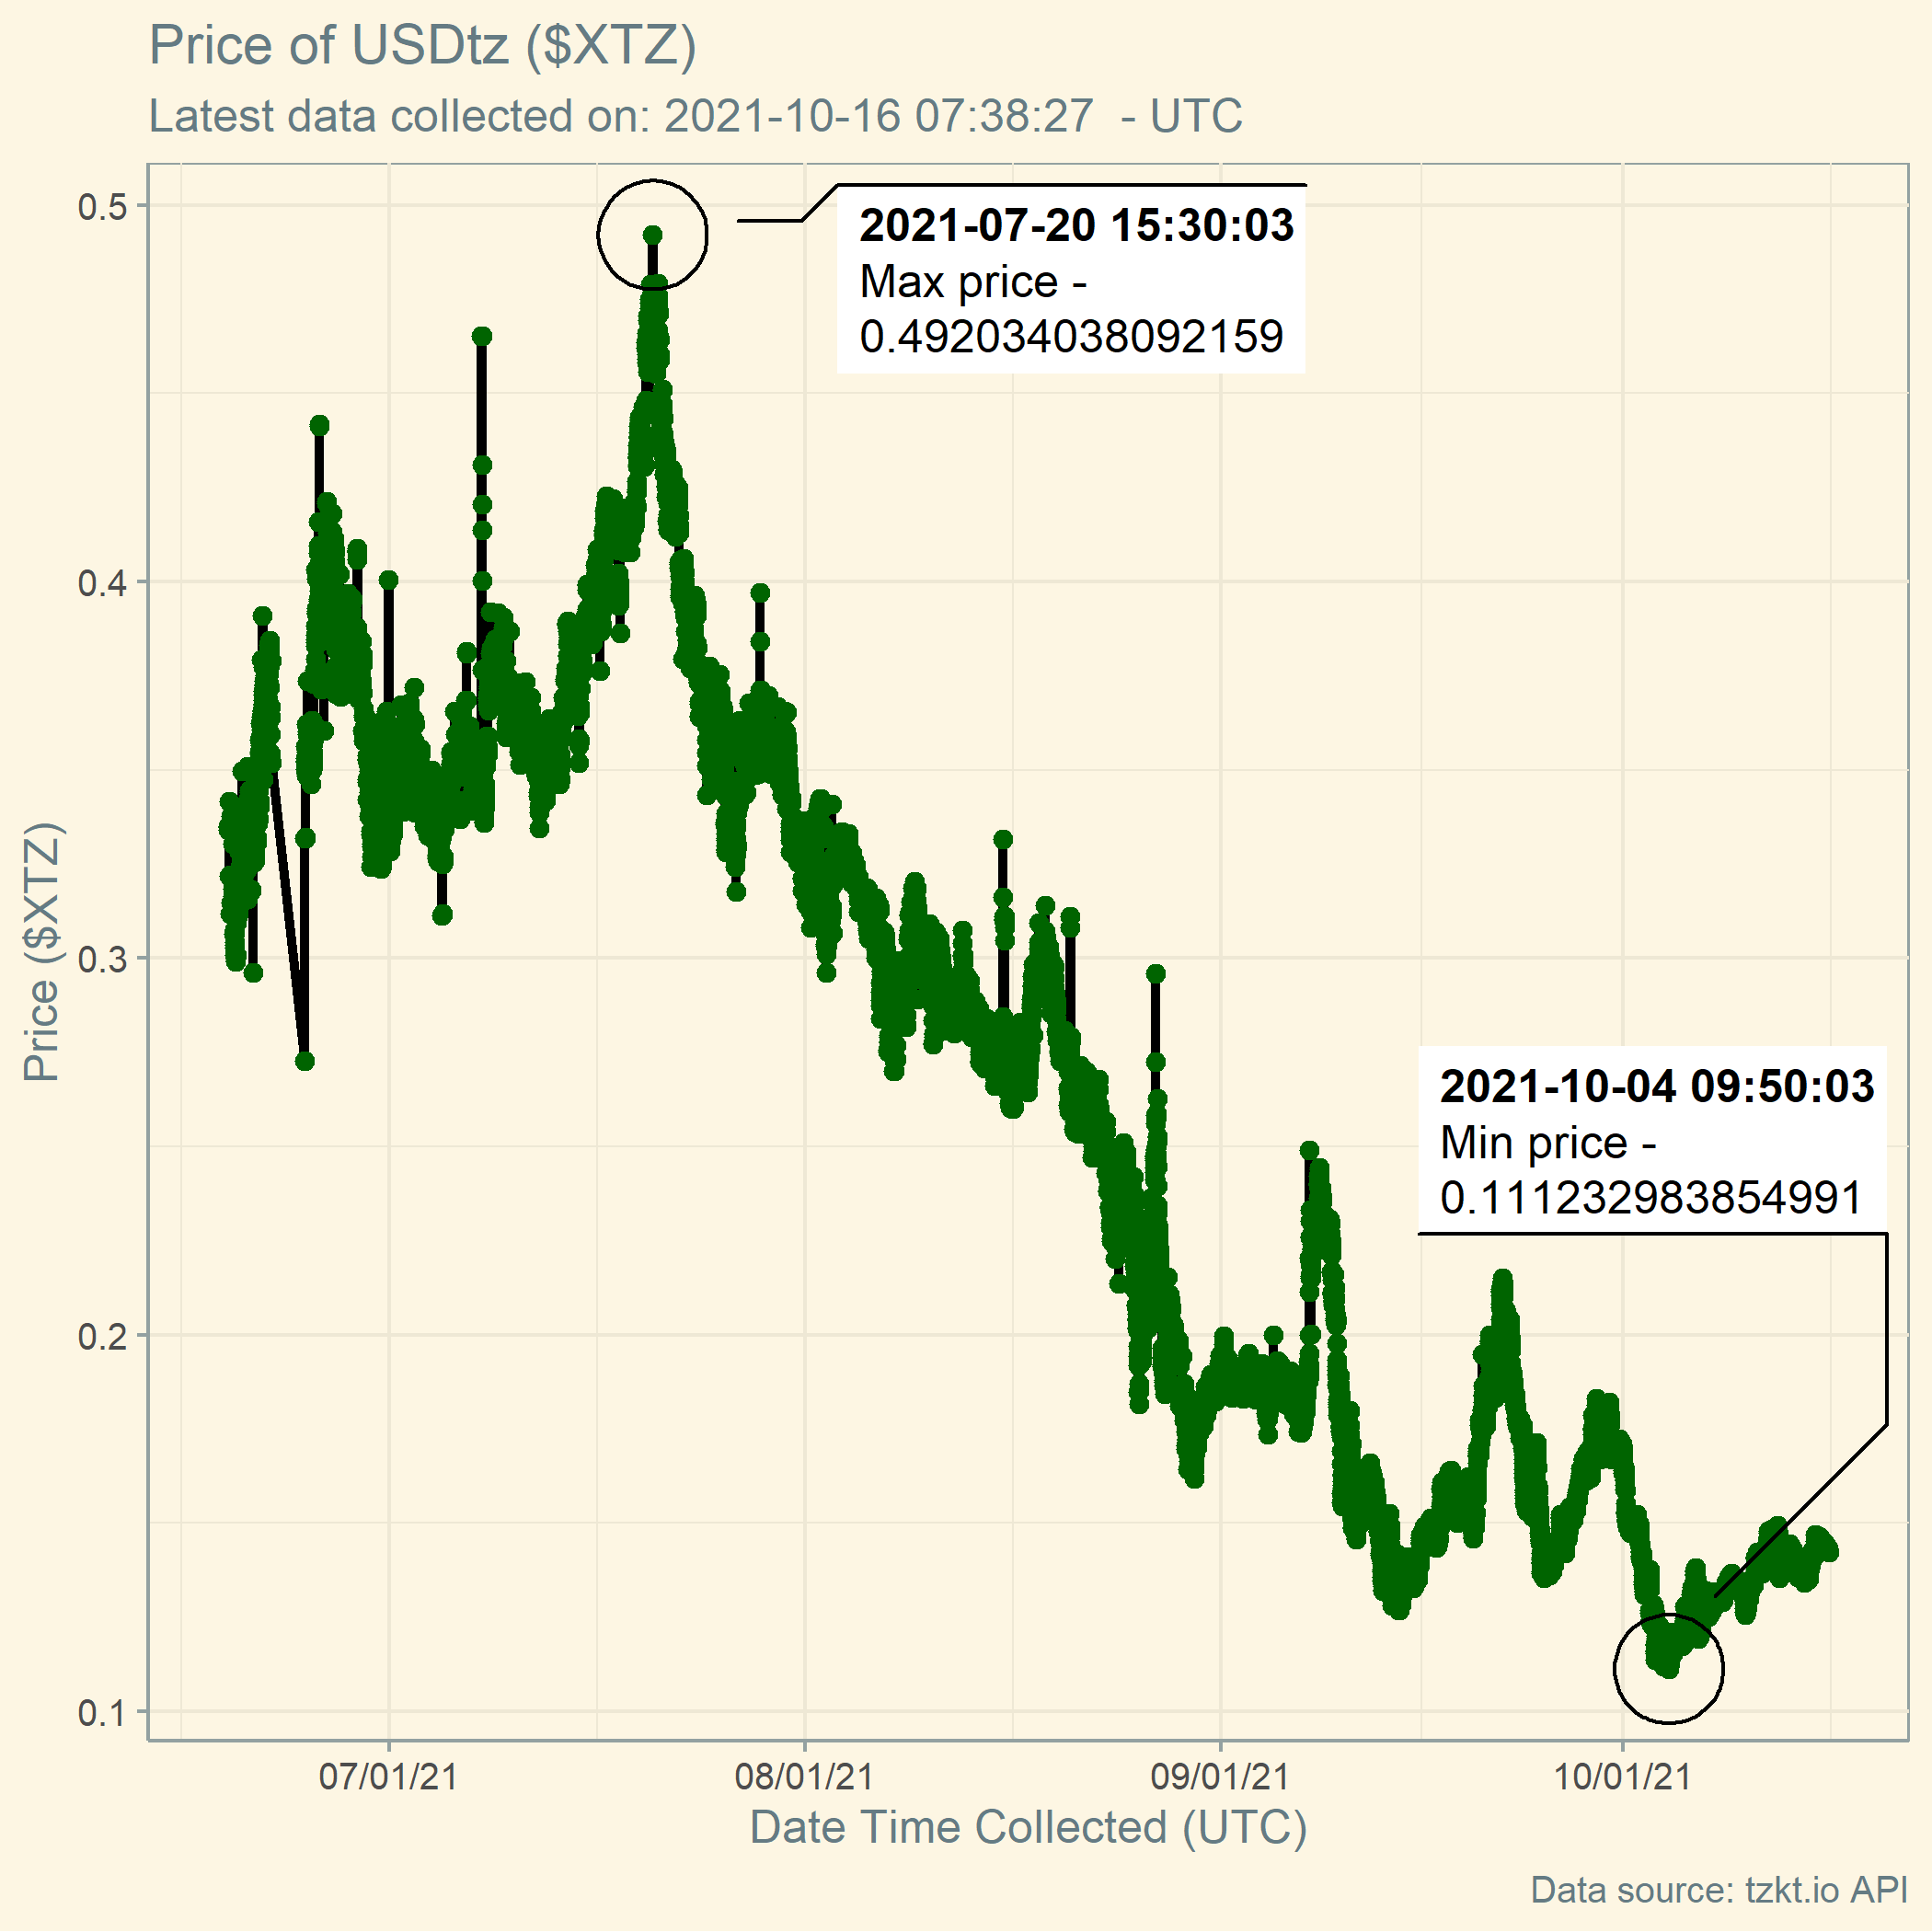 Price of USDtz ($XTZ)
Latest data collected on: 2021-10-16 07:38:27  - UTC
0.5
0.4
0.3
0.2
0.1
Price ($XTZ)
2021-07-20 15:30:03
Max price -
0.492034038092159
2021-10-04 09:50:03
Min price -
0.111232983854991
07/01/21
08/01/21
09/01/21
10/01/21
Date Time Collected (UTC)
Data source: tzkt.io API